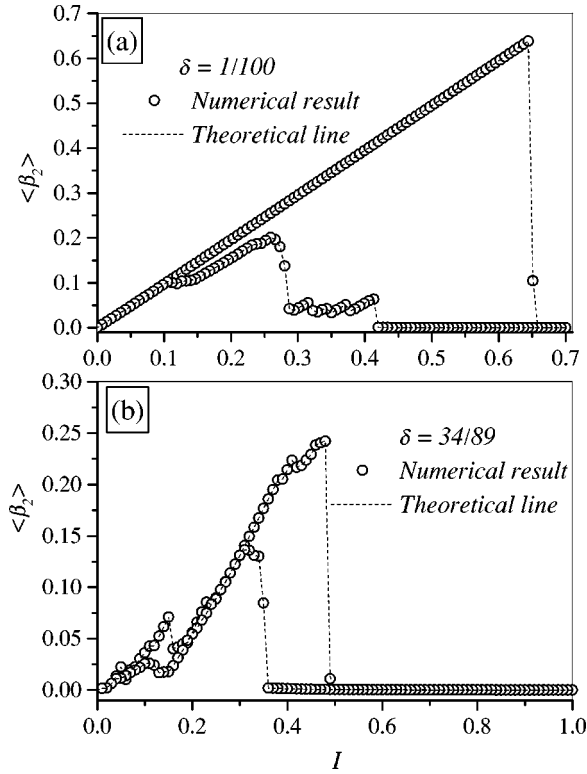 (a)
δ = 1/100
Numerical result
Theoretical line
<β₂>
0.7
0.6
0.5
0.4
0.3
0.2
0.1
0.0
0.0 0.1 0.2 0.3 0.4 0.5 0.6 0.7
(b)
δ = 34/89
Numerical result
Theoretical line
<β₂>
0.30
0.25
0.20
0.15
0.10
0.05
0.00
0.0 0.2 0.4 0.6 0.8 1.0
I